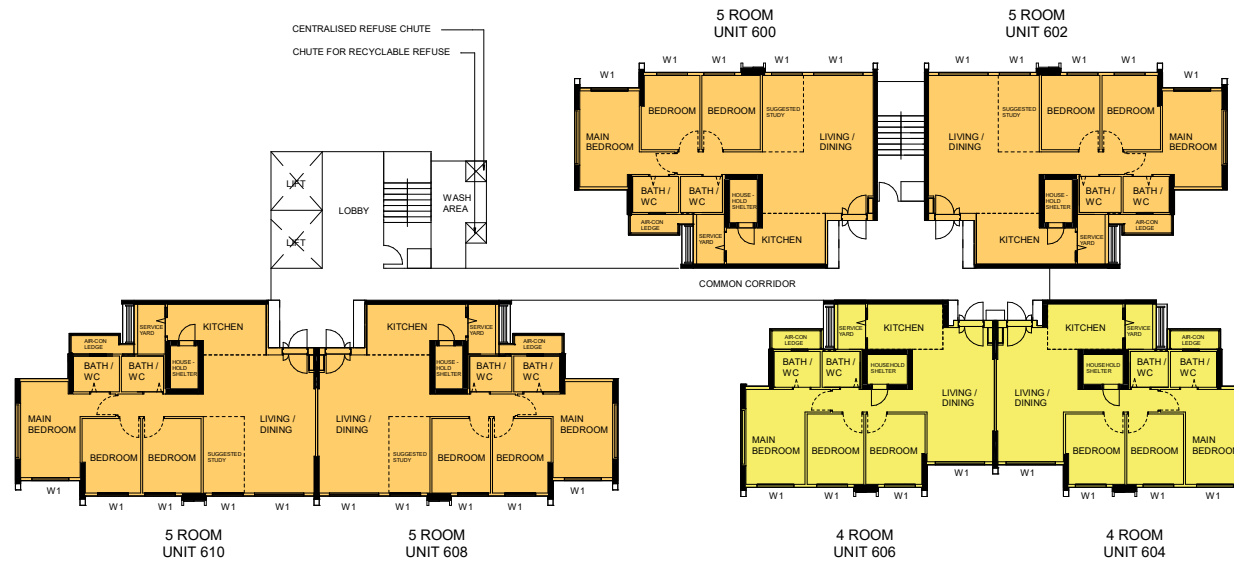 5 ROOM
UNIT 600
5 ROOM
UNIT 602
CENTRALISED REFUSE CHUTE
CHUTE FOR RECYCLABLE REFUSE
W1
W1
W1
W1
W1
W1
W1
W1
W1
W1
BEDROOM
BEDROOM
SUGGESTED
STUDY
MAIN
BEDROOM
LIVING /
DINING
BATH /
WC
BATH /
WC
HOUSE -
HOLD
SHELTER
AIR-CON
LEDGE
SERVICE
YARD
KITCHEN
LIVING /
DINING
SUGGESTED
STUDY
BEDROOM
BEDROOM
MAIN
BEDROOM
HOUSE -
HOLD
SHELTER
BATH /
WC
BATH /
WC
AIR-CON
LEDGE
KITCHEN
SERVICE
YARD
LIFT
LIFT
LOBBY
WASH
AREA
COMMON CORRIDOR
SERVICE
YARD
KITCHEN
AIR-CON
LEDGE
BATH /
WC
BATH /
WC
HOUSE -
HOLD
SHELTER
MAIN
BEDROOM
LIVING /
DINING
BEDROOM
BEDROOM
SUGGESTED
STUDY
W1
W1
W1
W1
W1
KITCHEN
SERVICE
YARD
AIR-CON
LEDGE
HOUSE -
HOLD
SHELTER
BATH /
WC
BATH /
WC
LIVING /
DINING
MAIN
BEDROOM
SUGGESTED
STUDY
BEDROOM
BEDROOM
W1
W1
W1
W1
W1
SERVICE
YARD
KITCHEN
AIR-CON
LEDGE
BATH /
WC
BATH /
WC
HOUSEHOLD
SHELTER
LIVING /
DINING
MAIN
BEDROOM
BEDROOM
BEDROOM
W1
W1
W1
W1
KITCHEN
SERVICE
YARD
AIR-CON
LEDGE
HOUSEHOLD
SHELTER
BATH /
WC
BATH /
WC
LIVING /
DINING
BEDROOM
BEDROOM
MAIN
BEDROOM
W1
W1
W1
W1
5 ROOM
UNIT 610
5 ROOM
UNIT 608
4 ROOM
UNIT 606
4 ROOM
UNIT 604